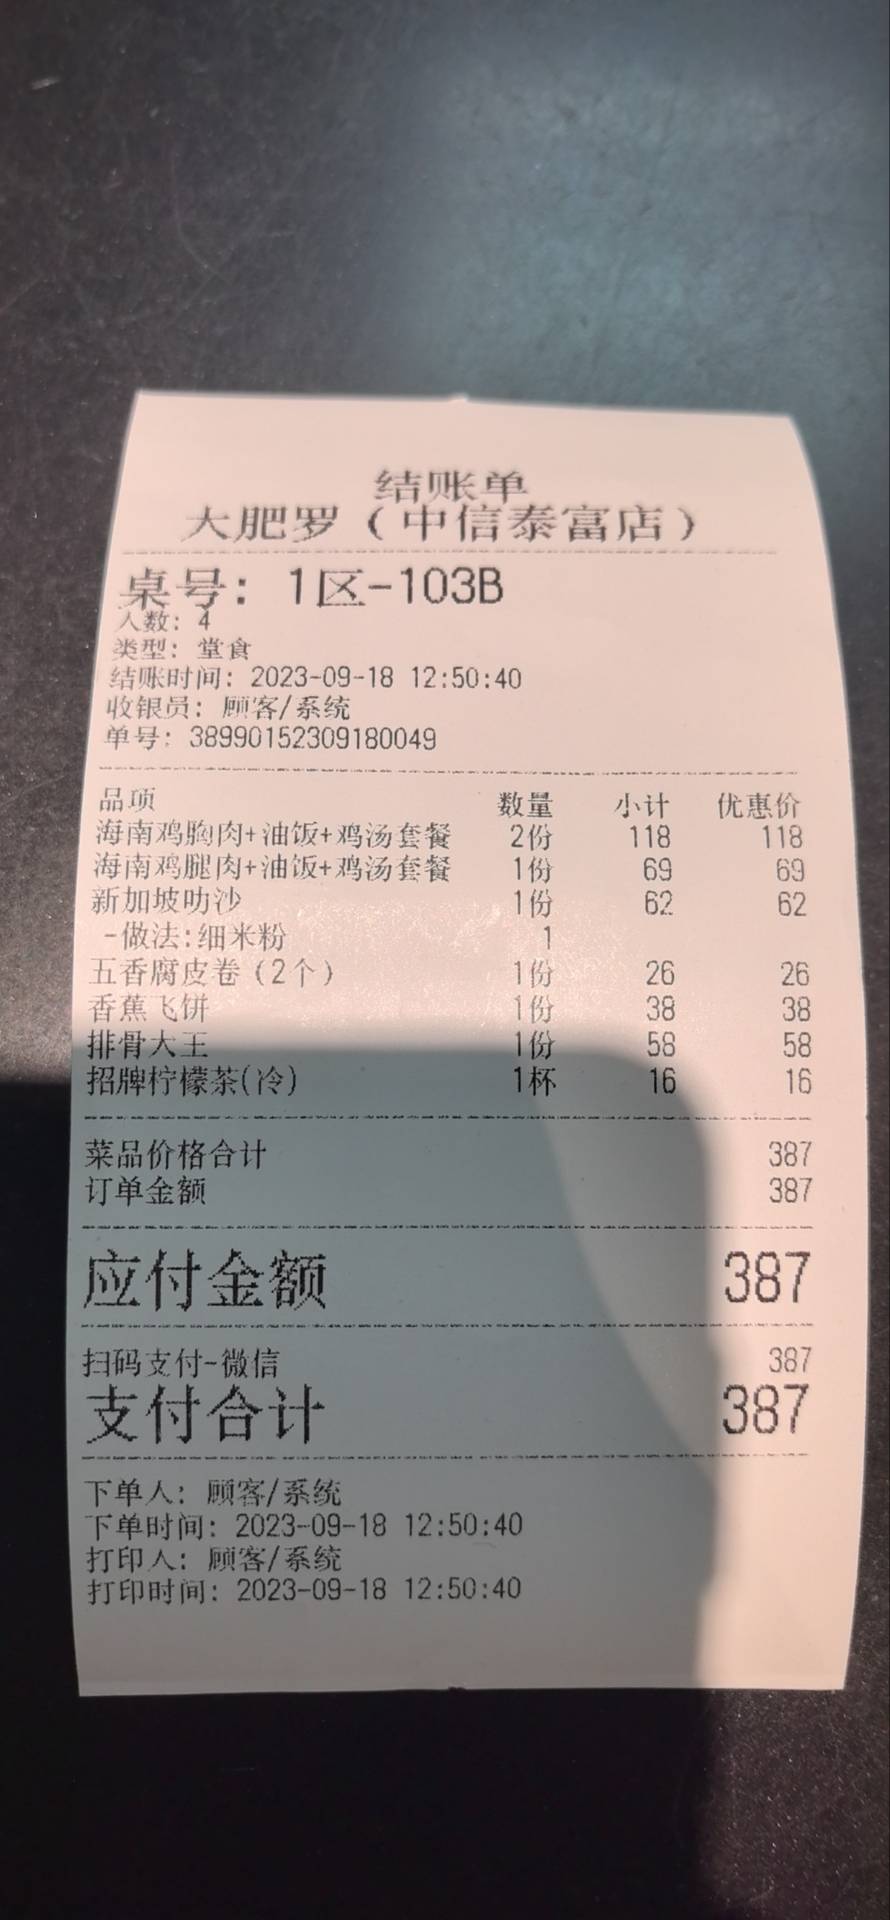 结账单
大肥罗（中信泰富店）
桌号: 1区-103B
人数: 4
类型: 堂食
结账时间: 2023-09-18 12:50:40
收银员: 顾客/系统
单号: 38990152309180049
品项 数量 小计 优惠价
海南鸡胸肉+油饭+鸡汤套餐 2份 118 118
海南鸡腿肉+油饭+鸡汤套餐 1份 69 69
新加坡叻沙 1份 62 62
-做法:细米粉 1
五香腐皮卷（2个） 1份 26 26
香蕉飞饼 1份 38 38
排骨大王 1份 58 58
招牌柠檬茶(冷) 1杯 16 16
菜品价格合计 387
订单金额 387
应付金额 387
扫码支付-微信 387
支付合计 387
下单人: 顾客/系统
下单时间: 2023-09-18 12:50:40
打印人: 顾客/系统
打印时间: 2023-09-18 12:50:40